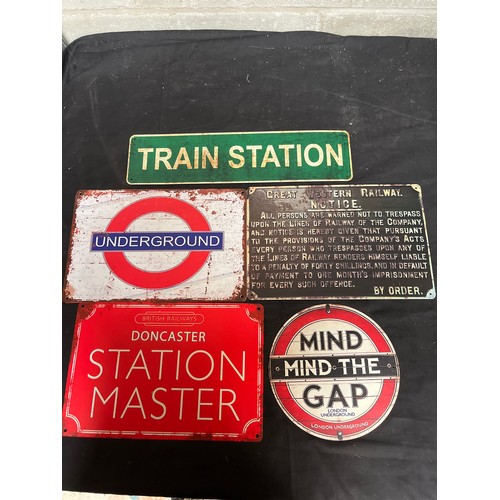 TRAIN STATION
UNDERGROUND
GREAT WESTERN RAILWAY.
NOTICE.
ALL PERSONS ARE WARNED NOT TO TRESPASS
UPON THE LINES OF RAILWAY OF THE COMPANY,
AND NOTICE IS HEREBY GIVEN THAT PURSUANT
TO THE PROVISIONS OF THE COMPANY'S ACTS
EVERY PERSON WHO TRESPASSES UPON ANY OF
THE LINES OF RAILWAY RENDERS HIMSELF LIABLE
TO A PENALTY OF FORTY SHILLINGS, AND IN DEFAULT
OF PAYMENT TO ONE MONTH'S IMPRISONMENT
FOR EVERY SUCH OFFENCE.
BY ORDER.
BRITISH RAILWAYS
DONCASTER
STATION
MASTER
MIND
MIND THE
GAP
LONDON
UNDERGROUND
LONDON UNDERGROUND